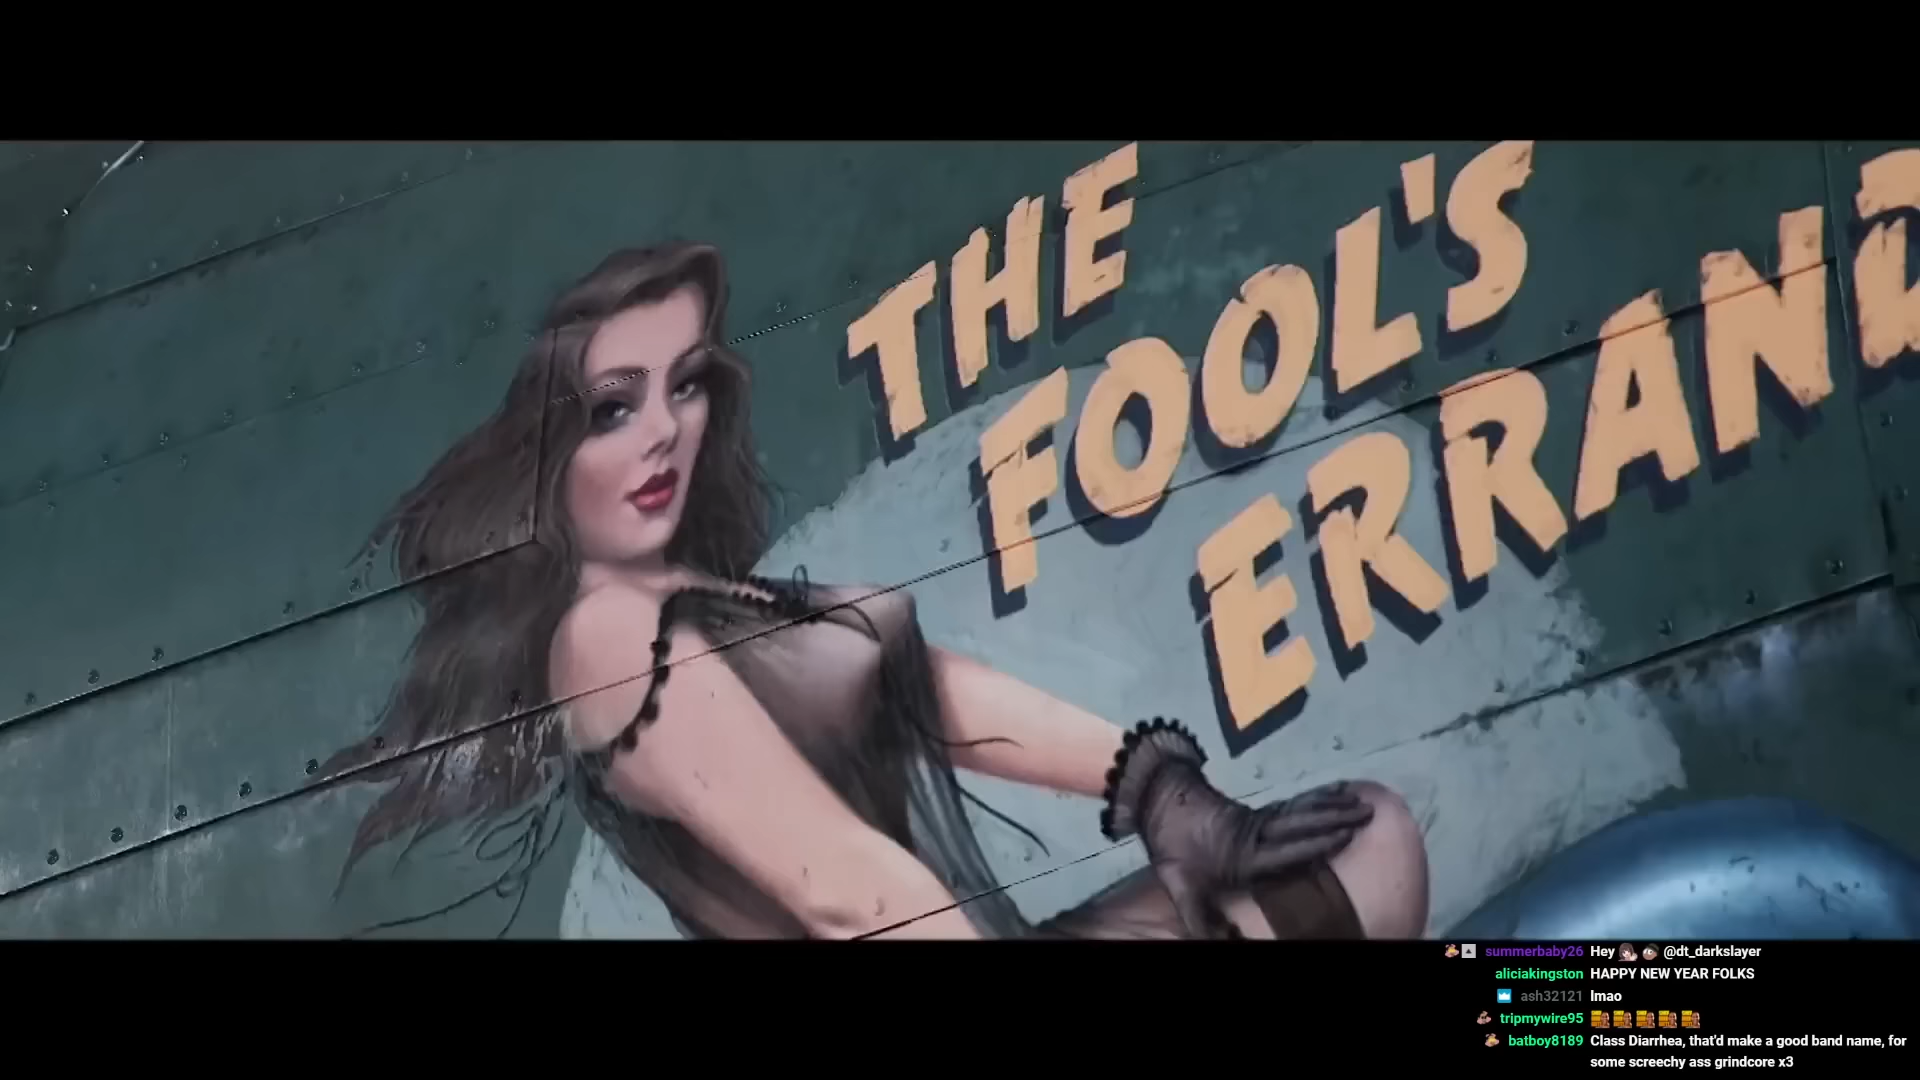 THE
FOOL'S
ERRAND
summerbaby26 Hey @dt_darkslayer
aliciakingston HAPPY NEW YEAR FOLKS
ash32121 lmao
tripmywire95
batboy8189 Class Diarrhea, that'd make a good band name, for
some screechy ass grindcore x3